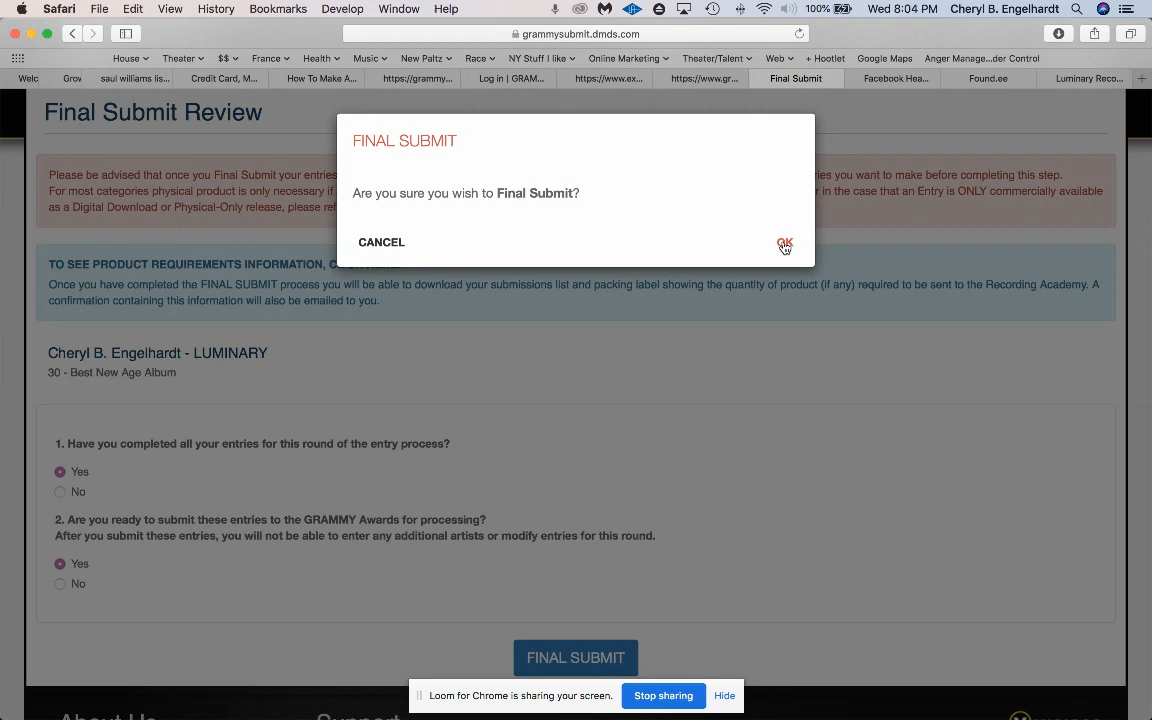 Safari File Edit View History Bookmarks Develop Window Help 100% Wed 8:04 PM Cheryl B. Engelhardt
grammysubmit.dmds.com
House Theater $$ France Health Music New Paltz Race NY Stuff I like Online Marketing Theater/Talent Web + Hootlet Google Maps Anger Manage...der Control
Welc Grov saul williams lis... Credit Card, M... How To Make A... https://grammy... Log in | GRAM... https://www.ex... https://www.gr... Final Submit Facebook Hea... Found.ee Luminary Reco...
Final Submit Review
FINAL SUBMIT
Please be advised that once you Final Submit your entries
ries you want to make before completing this step.
For most categories physical product is only necessary if
r in the case that an Entry is ONLY commercially available
as a Digital Download or Physical-Only release, please ref
Are you sure you wish to Final Submit?
CANCEL OK
TO SEE PRODUCT REQUIREMENTS INFORMATION,
Once you have completed the FINAL SUBMIT process you will be able to download your submissions list and packing label showing the quantity of product (if any) required to be sent to the Recording Academy. A
confirmation containing this information will also be emailed to you.
Cheryl B. Engelhardt - LUMINARY
30 - Best New Age Album
1. Have you completed all your entries for this round of the entry process?
Yes
No
2. Are you ready to submit these entries to the GRAMMY Awards for processing?
After you submit these entries, you will not be able to enter any additional artists or modify entries for this round.
Yes
No
FINAL SUBMIT
Loom for Chrome is sharing your screen. Stop sharing Hide
About Us Support